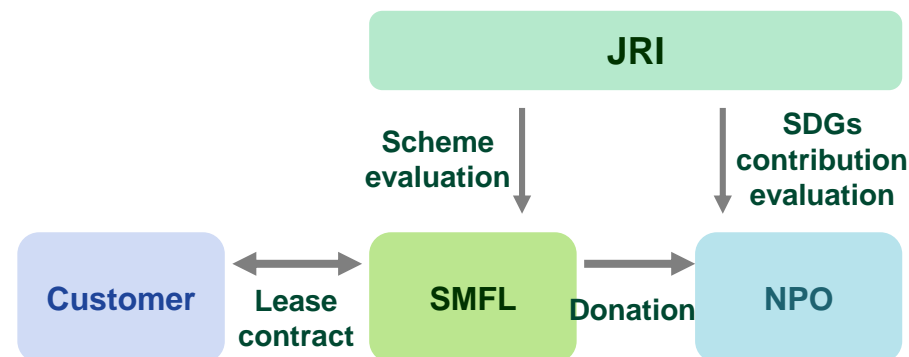 JRI
Scheme
evaluation
SDGs
contribution
evaluation
Customer
Lease
contract
SMFL
Donation
NPO